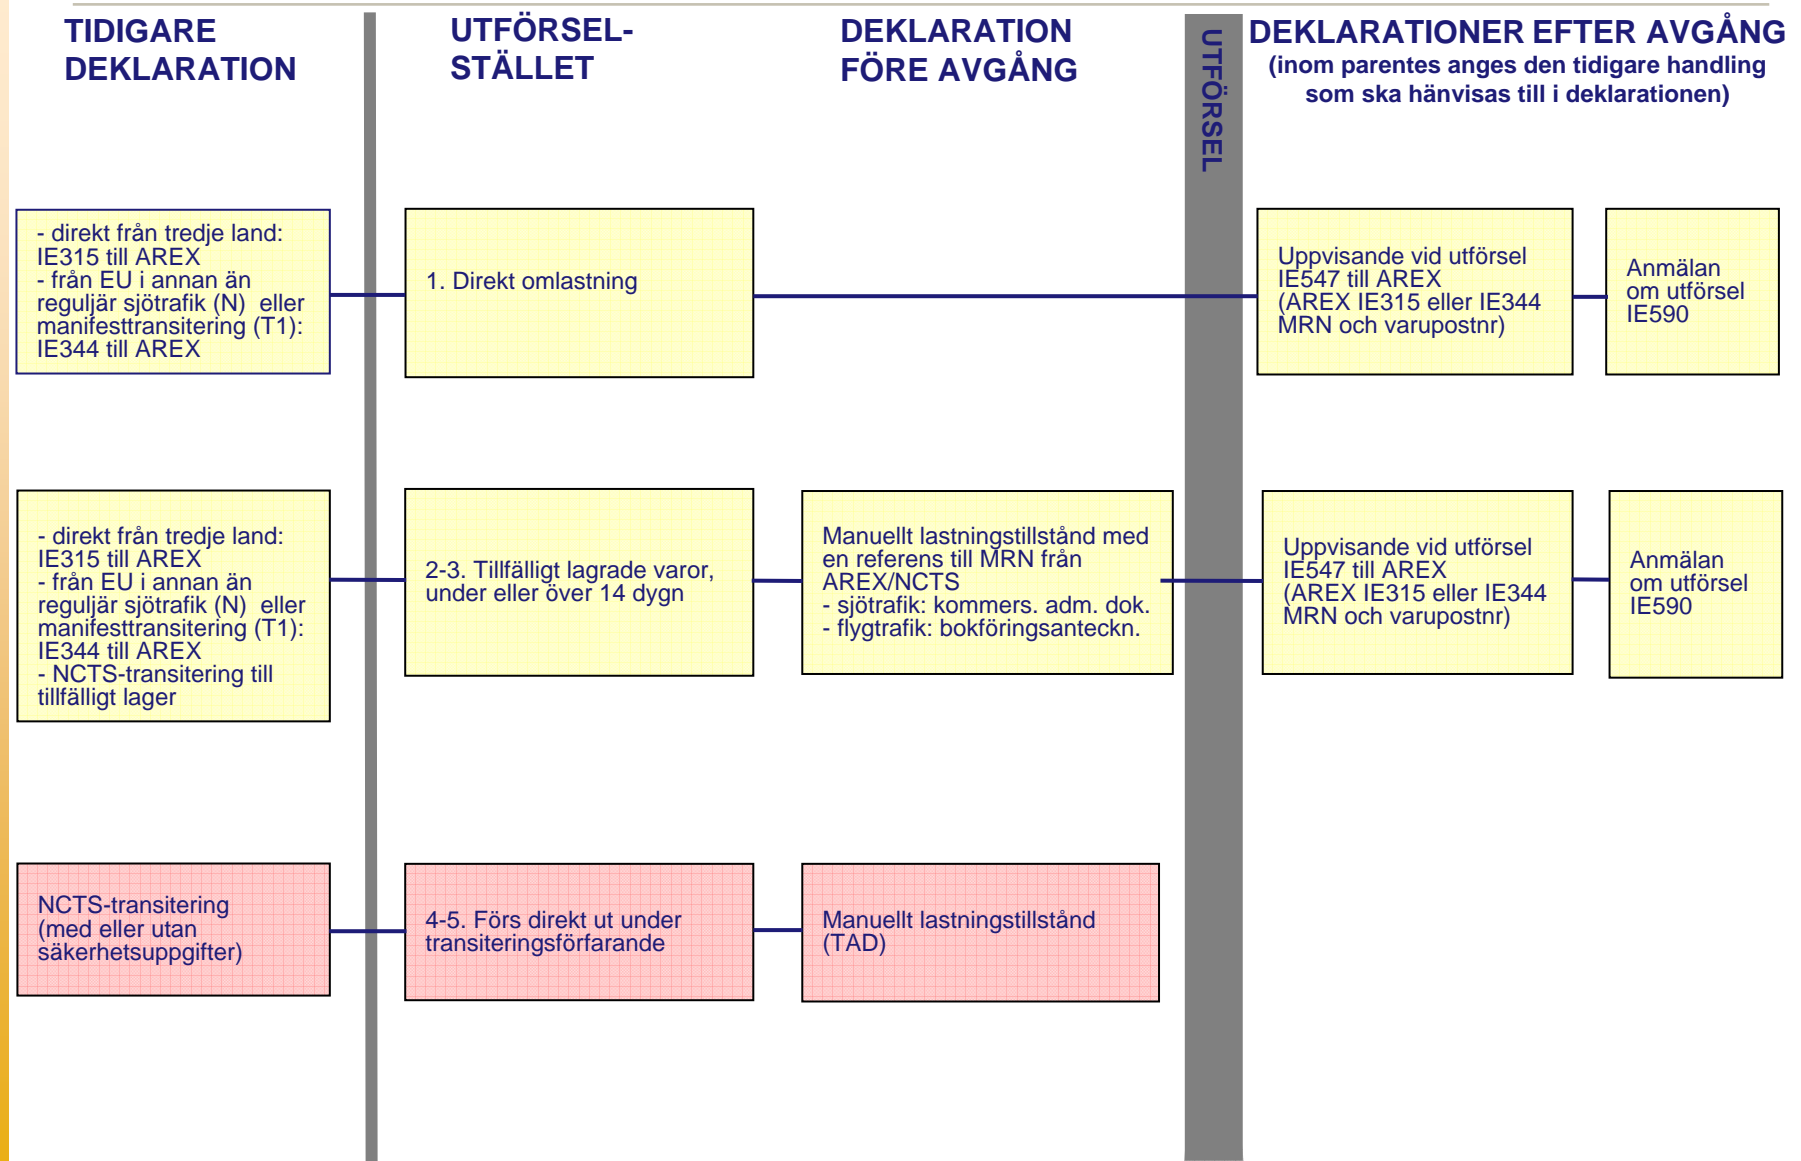 TIDIGARE
DEKLARATION
UTFÖRSEL-
STÄLLET
DEKLARATION
FÖRE AVGÅNG
UTFÖRSEL
DEKLARATIONER EFTER AVGÅNG
(inom parentes anges den tidigare handling
som ska hänvisas till i deklarationen)
- direkt från tredje land:
IE315 till AREX
- från EU i annan än
reguljär sjötrafik (N) eller
manifesttransitering (T1):
IE344 till AREX
1. Direkt omlastning
Uppvisande vid utförsel
IE547 till AREX
(AREX IE315 eller IE344
MRN och varupostnr)
Anmälan
om utförsel
IE590
- direkt från tredje land:
IE315 till AREX
- från EU i annan än
reguljär sjötrafik (N) eller
manifesttransitering (T1):
IE344 till AREX
- NCTS-transitering till
tillfälligt lager
2-3. Tillfälligt lagrade varor,
under eller över 14 dygn
Manuellt lastningstillstånd med
en referens till MRN från
AREX/NCTS
- sjötrafik: kommers. adm. dok.
- flygtrafik: bokföringsanteckn.
Uppvisande vid utförsel
IE547 till AREX
(AREX IE315 eller IE344
MRN och varupostnr)
Anmälan
om utförsel
IE590
NCTS-transitering
(med eller utan
säkerhetsuppgifter)
4-5. Förs direkt ut under
transiteringsförfarande
Manuellt lastningstillstånd
(TAD)